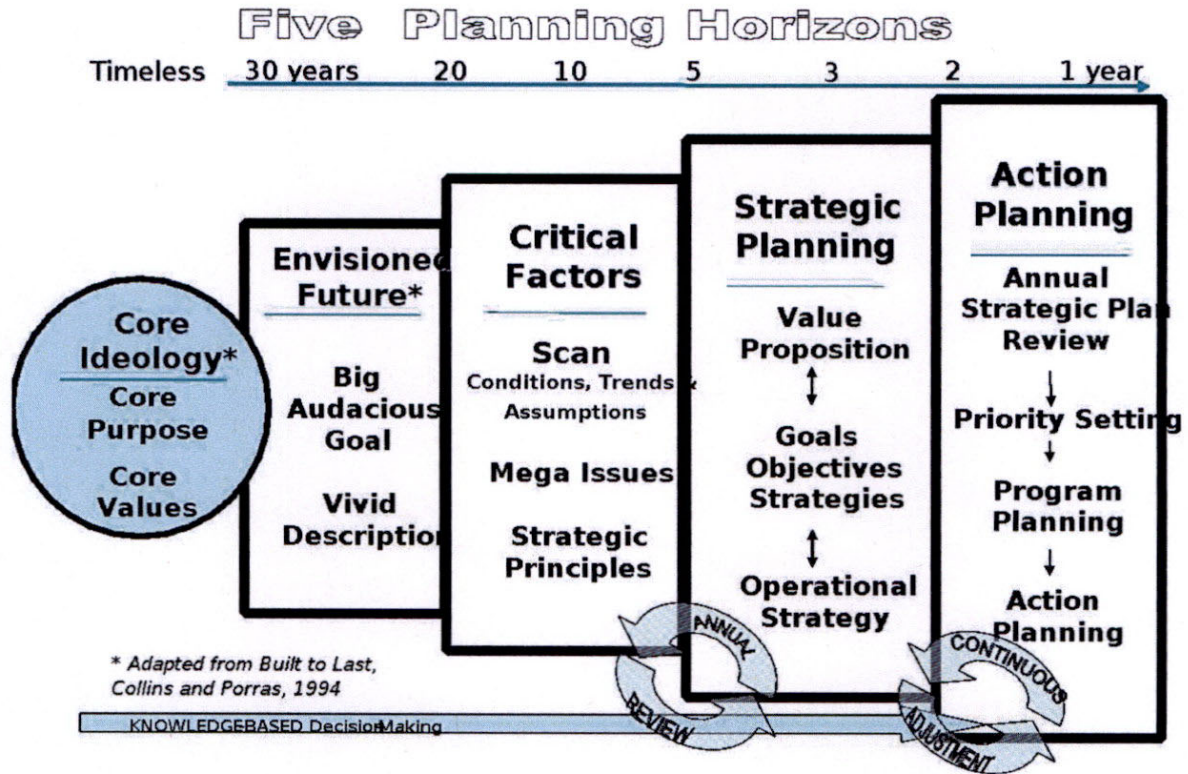 Five Planning Horizons
Timeless 30 years 20 10 5 3 2 1 year
Core
Ideology*
Core
Purpose
Core
Values
Envisioned
Future*
Big
Audacious
Goal
Vivid
Description
Critical
Factors
Scan
Conditions, Trends &
Assumptions
Mega Issues
Strategic
Principles
Strategic
Planning
Value
Proposition
Goals
Objectives
Strategies
Operational
Strategy
Action
Planning
Annual
Strategic Plan
Review
Priority Setting
Program
Planning
Action
Planning
ANNUAL
REVIEW
CONTINUOUS
ADJUSTMENT
* Adapted from Built to Last,
Collins and Porras, 1994
KNOWLEDGEBASED Decision-Making